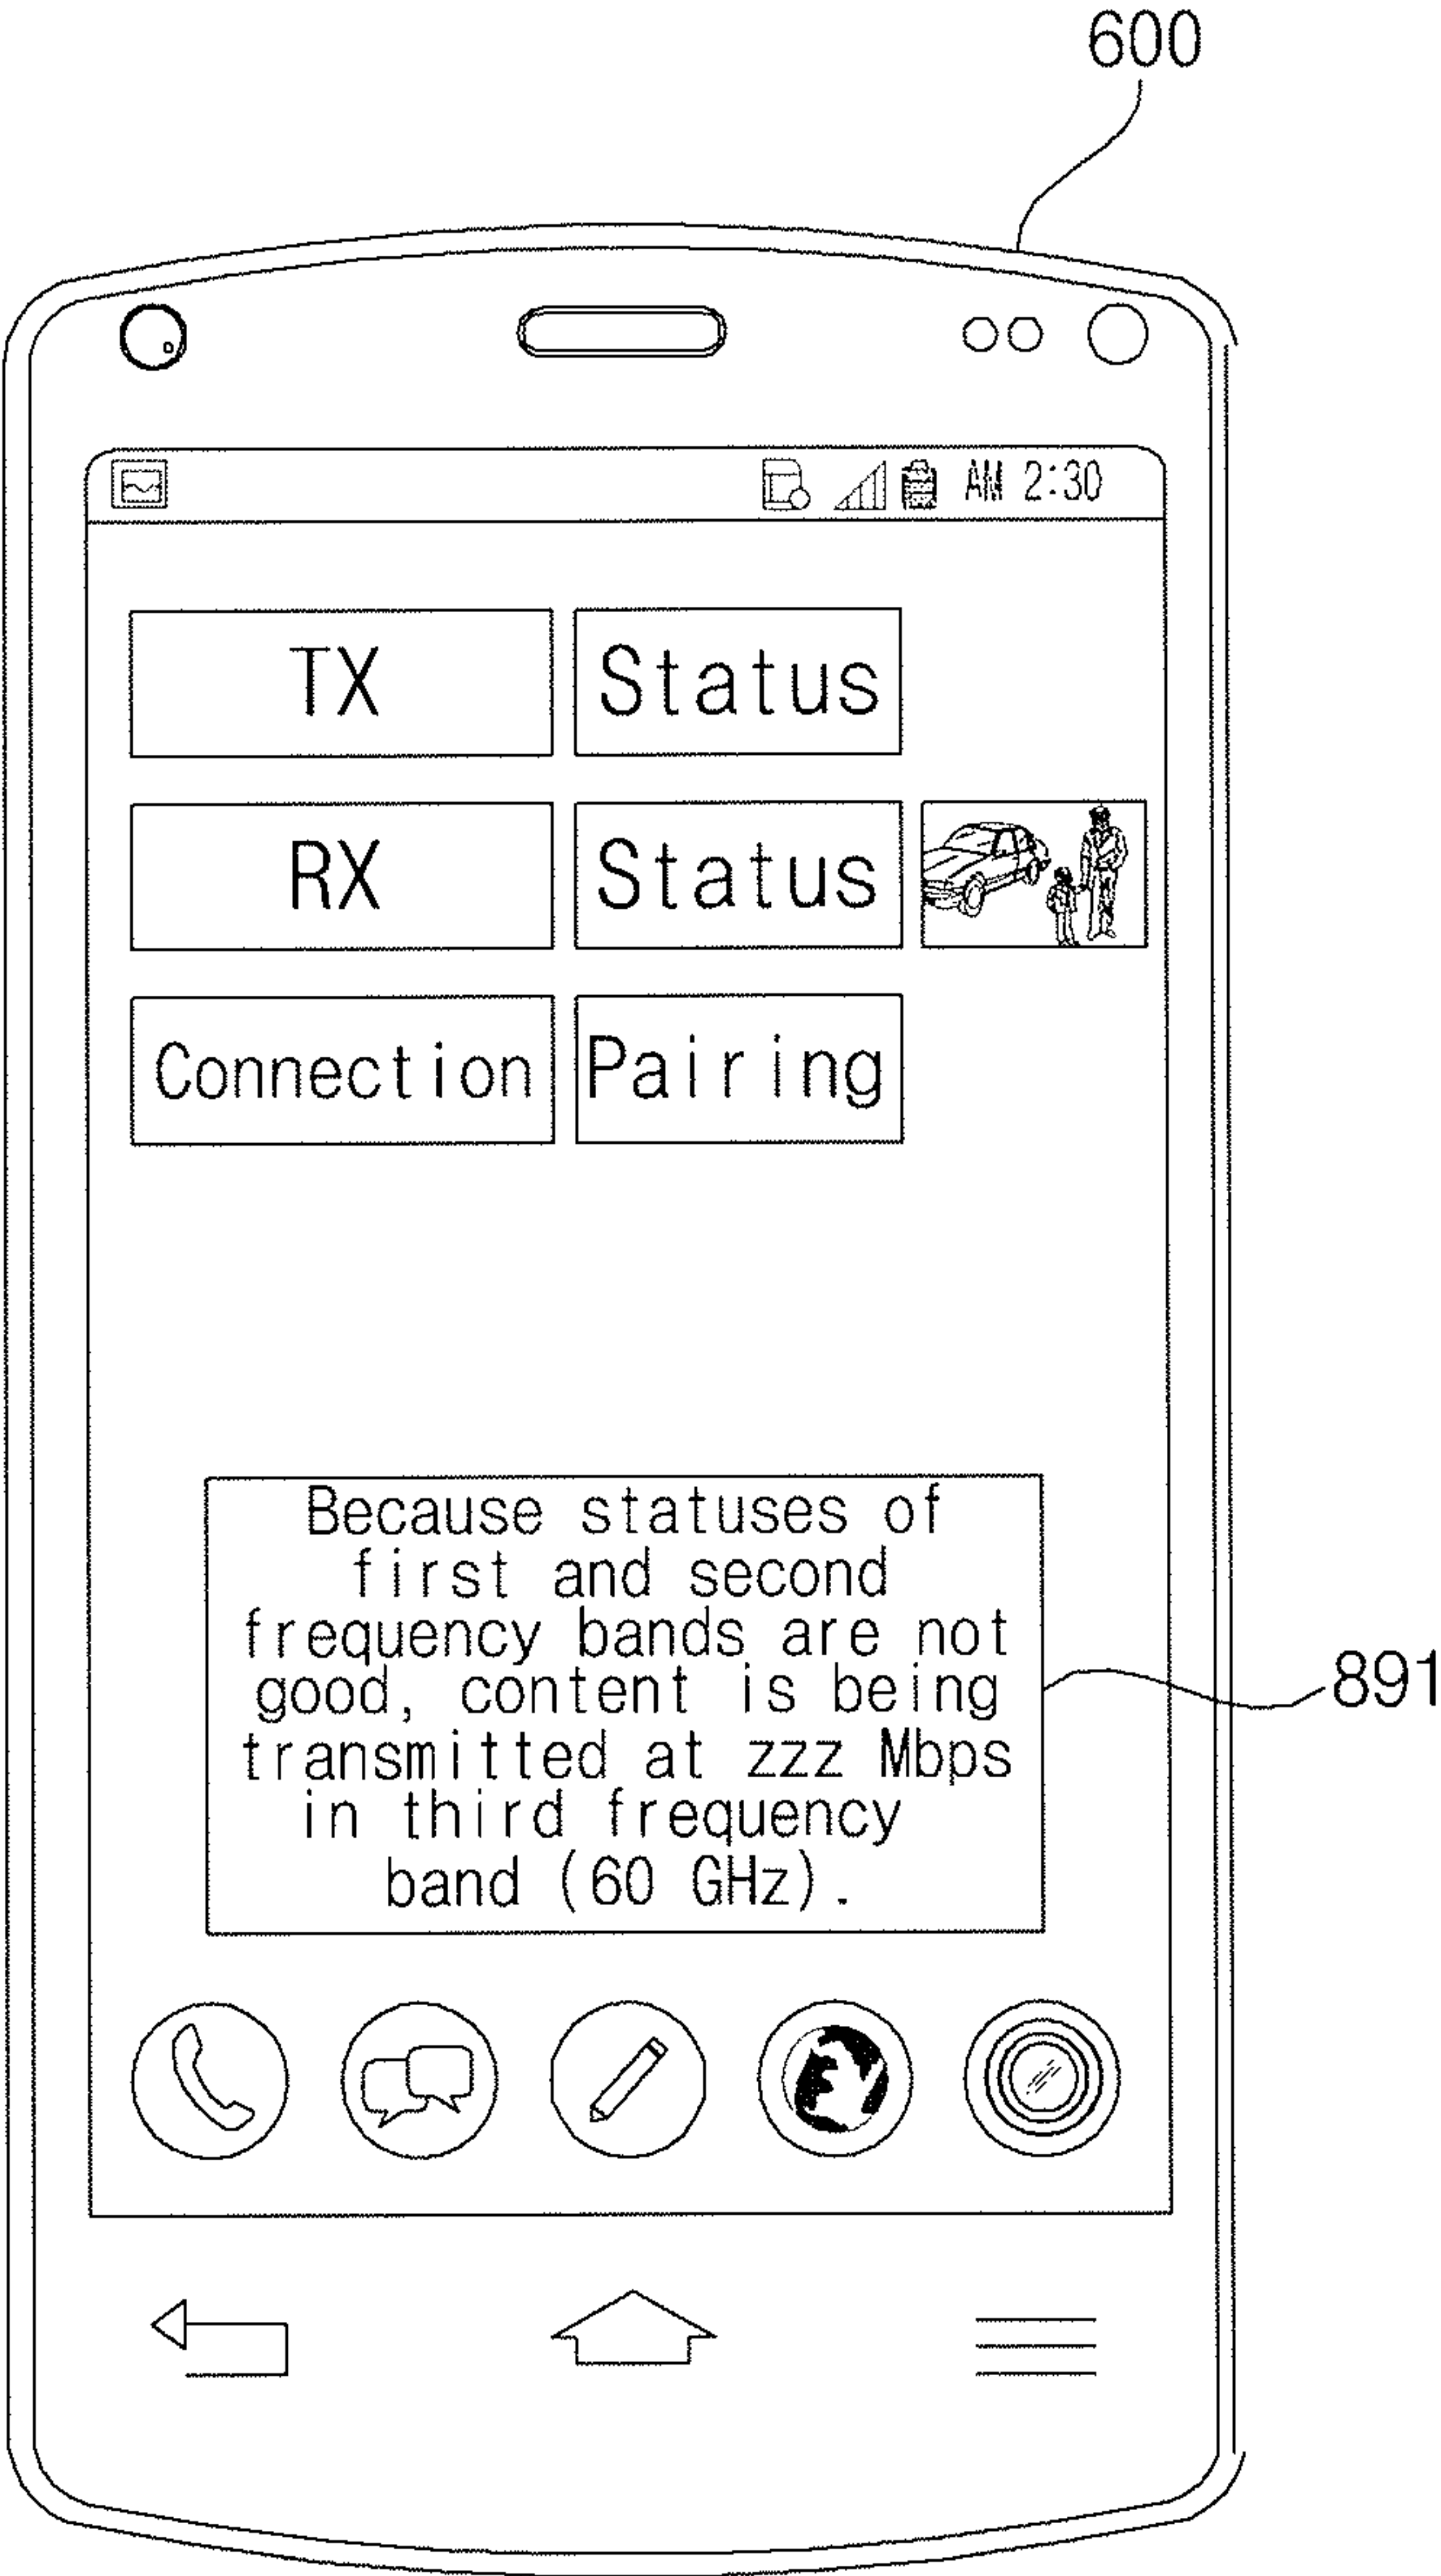 600
AM 2:30
TX Status
RX Status
Connection Pairing
Because statuses of
first and second
frequency bands are not
good, content is being
transmitted at zzz Mbps
in third frequency
band (60 GHz).
891